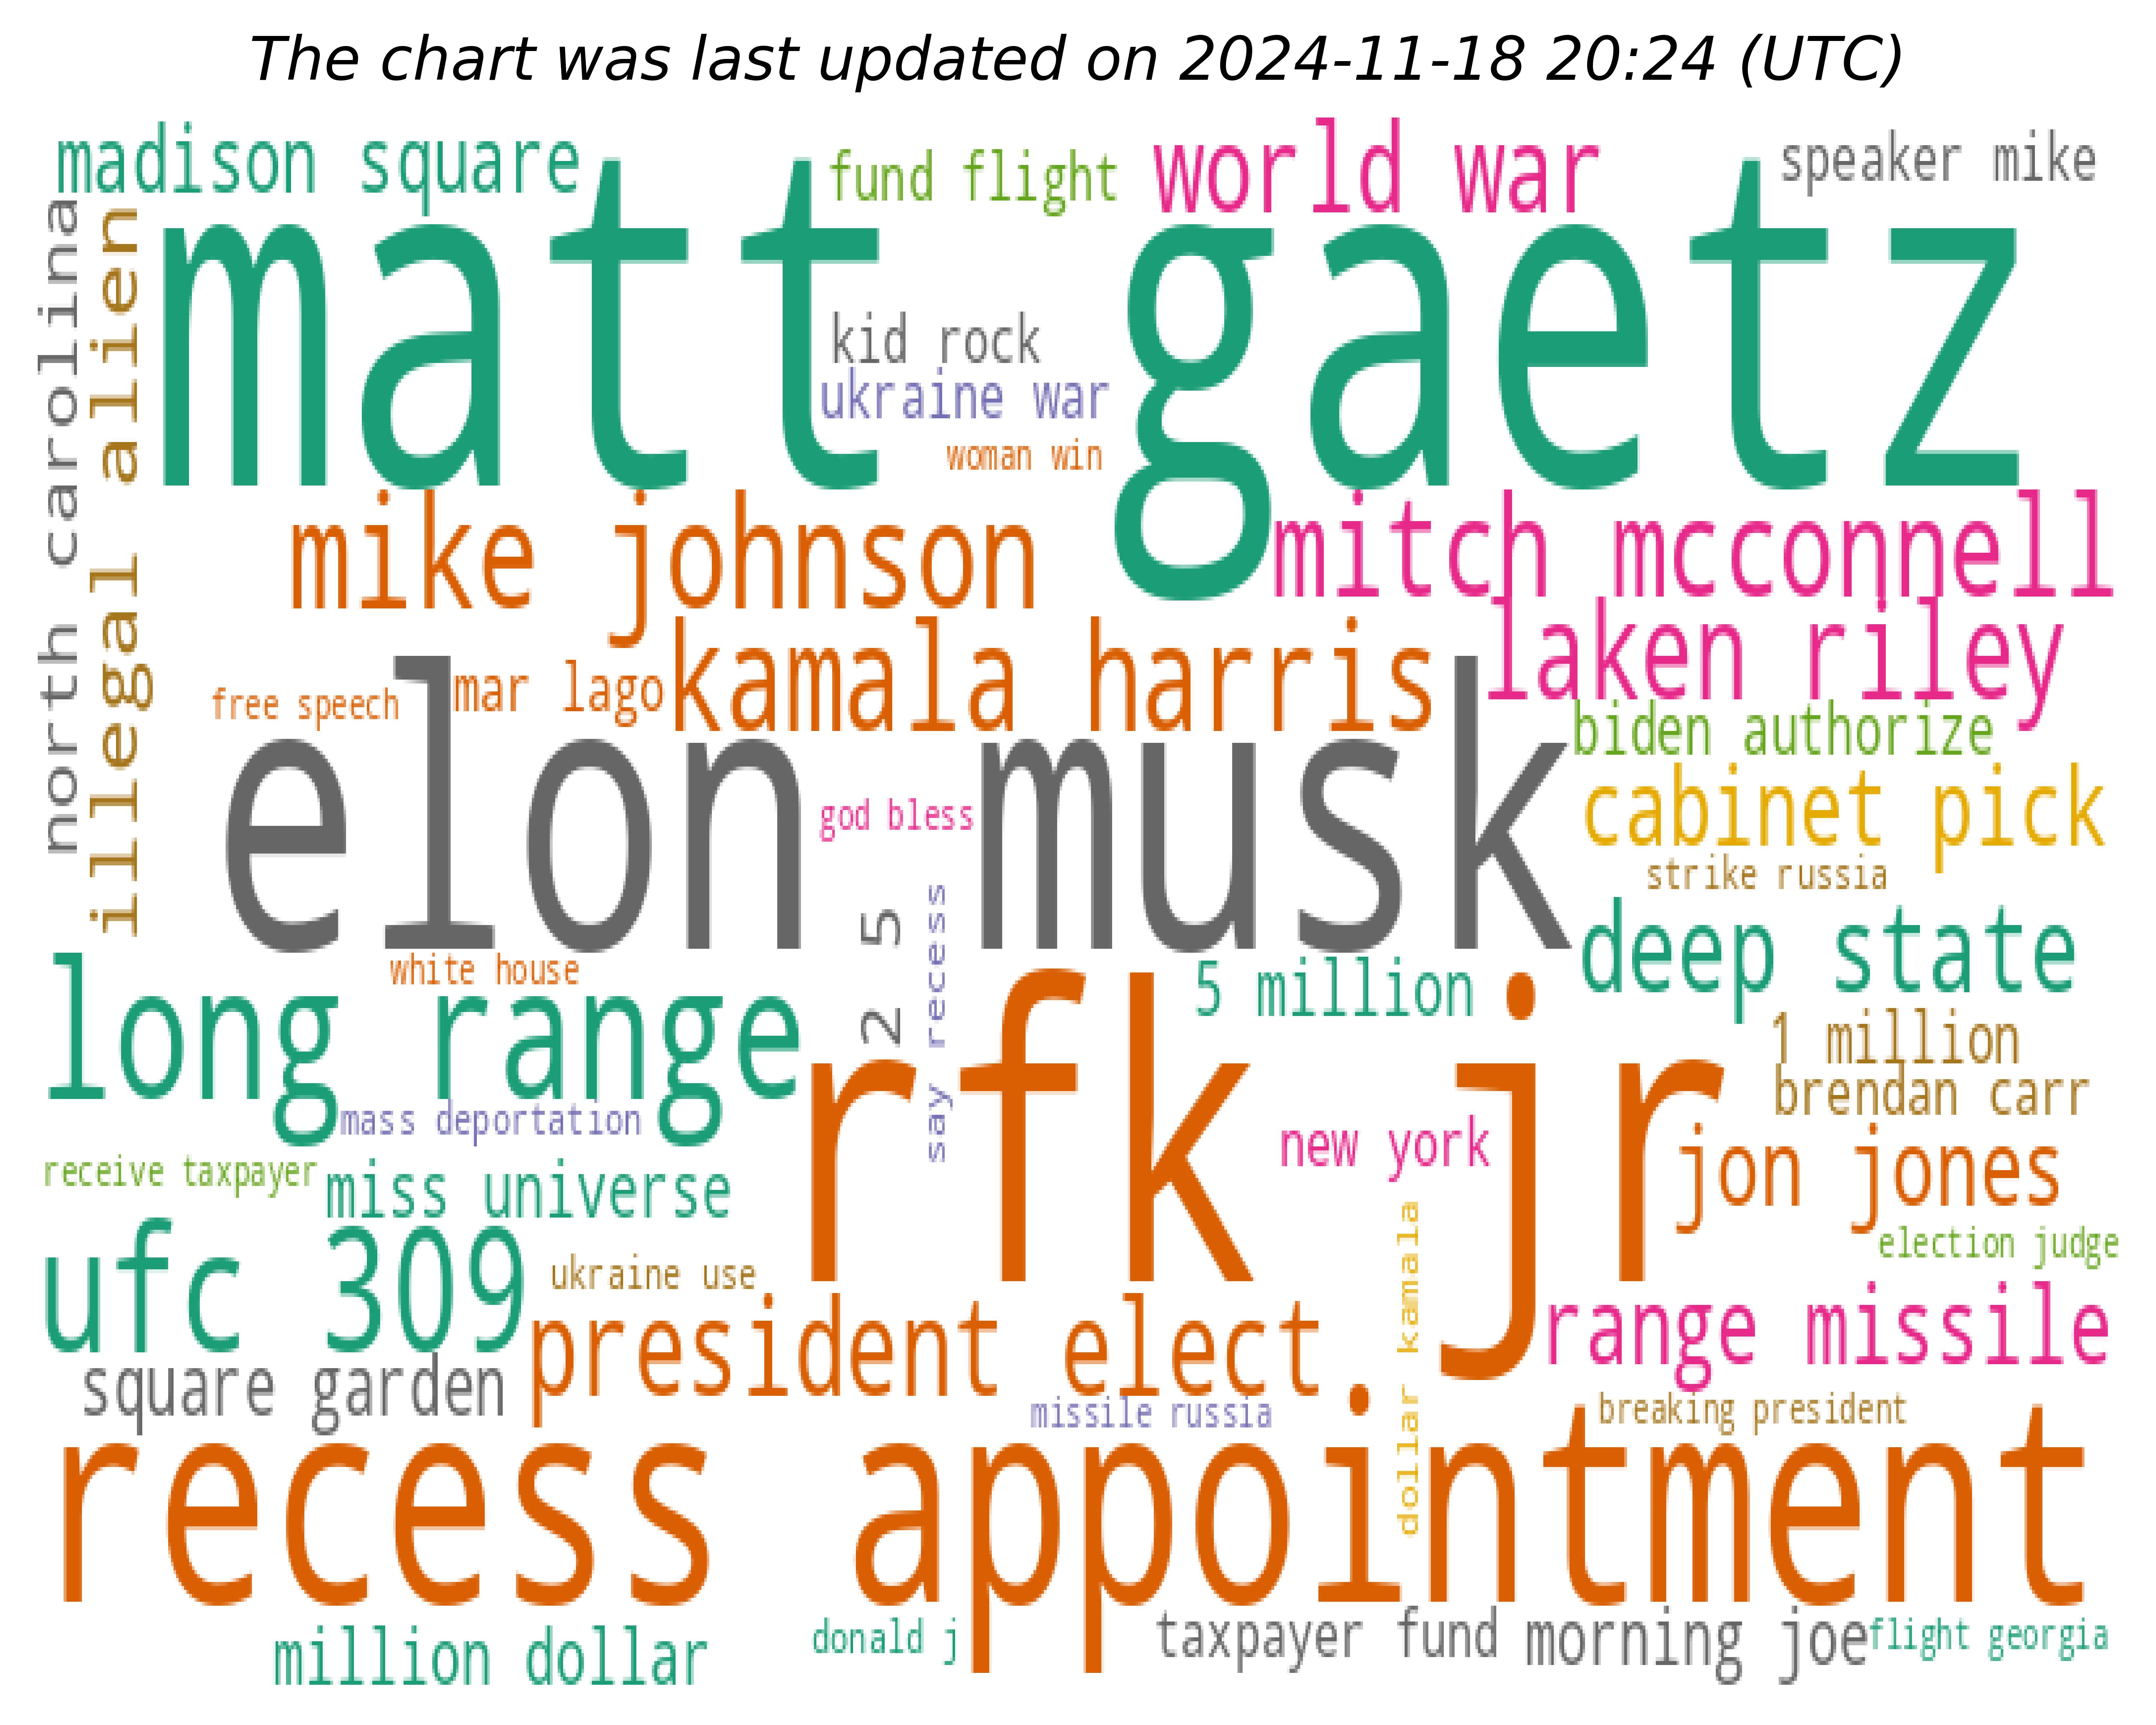 The chart was last updated on 2024-11-18 20:24 (UTC)
madison square
fund flight
world war
speaker mike
north carolina
illegal alien
matt gaetz
kid rock
ukraine war
woman win
mike johnson
mitch mcconnell
laken riley
kamala harris
mar lago
free speech
biden authorize
elon musk
cabinet pick
god bless
strike russia
deep state
2 5
say recess
white house
long range
5 million
rfk jr
1 million
brendan carr
mass deportation
new york
jon jones
receive taxpayer
miss universe
ufc 309
ukraine use
election judge
dollar kamala
president elect
range missile
square garden
missile russia
breaking president
recess appointment
million dollar
donald j
taxpayer fund
morning joe
flight georgia